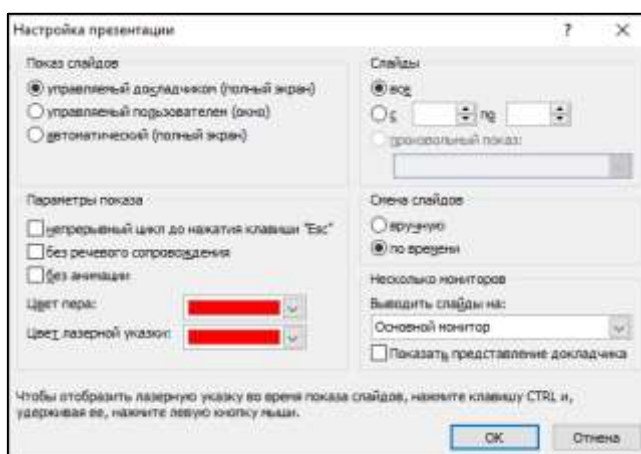 Настройка презентации
Показ слайдов
управляемый докладчиком (полный экран)
управляемый пользователем (окно)
автоматический (полный экран)
Слайды
все
с по
произвольный показ:
Параметры показа
непрерывный цикл до нажатия клавиши "Esc"
без речевого сопровождения
без анимации
Цвет пера:
Цвет лазерной указки:
Смена слайдов
вручную
по времени
Несколько мониторов
Выводить слайды на:
Основной монитор
Показать представление докладчика
Чтобы отобразить лазерную указку во время показа слайдов, нажмите клавишу CTRL и,
удерживая ее, нажмите левую кнопку мыши.
OK Отмена